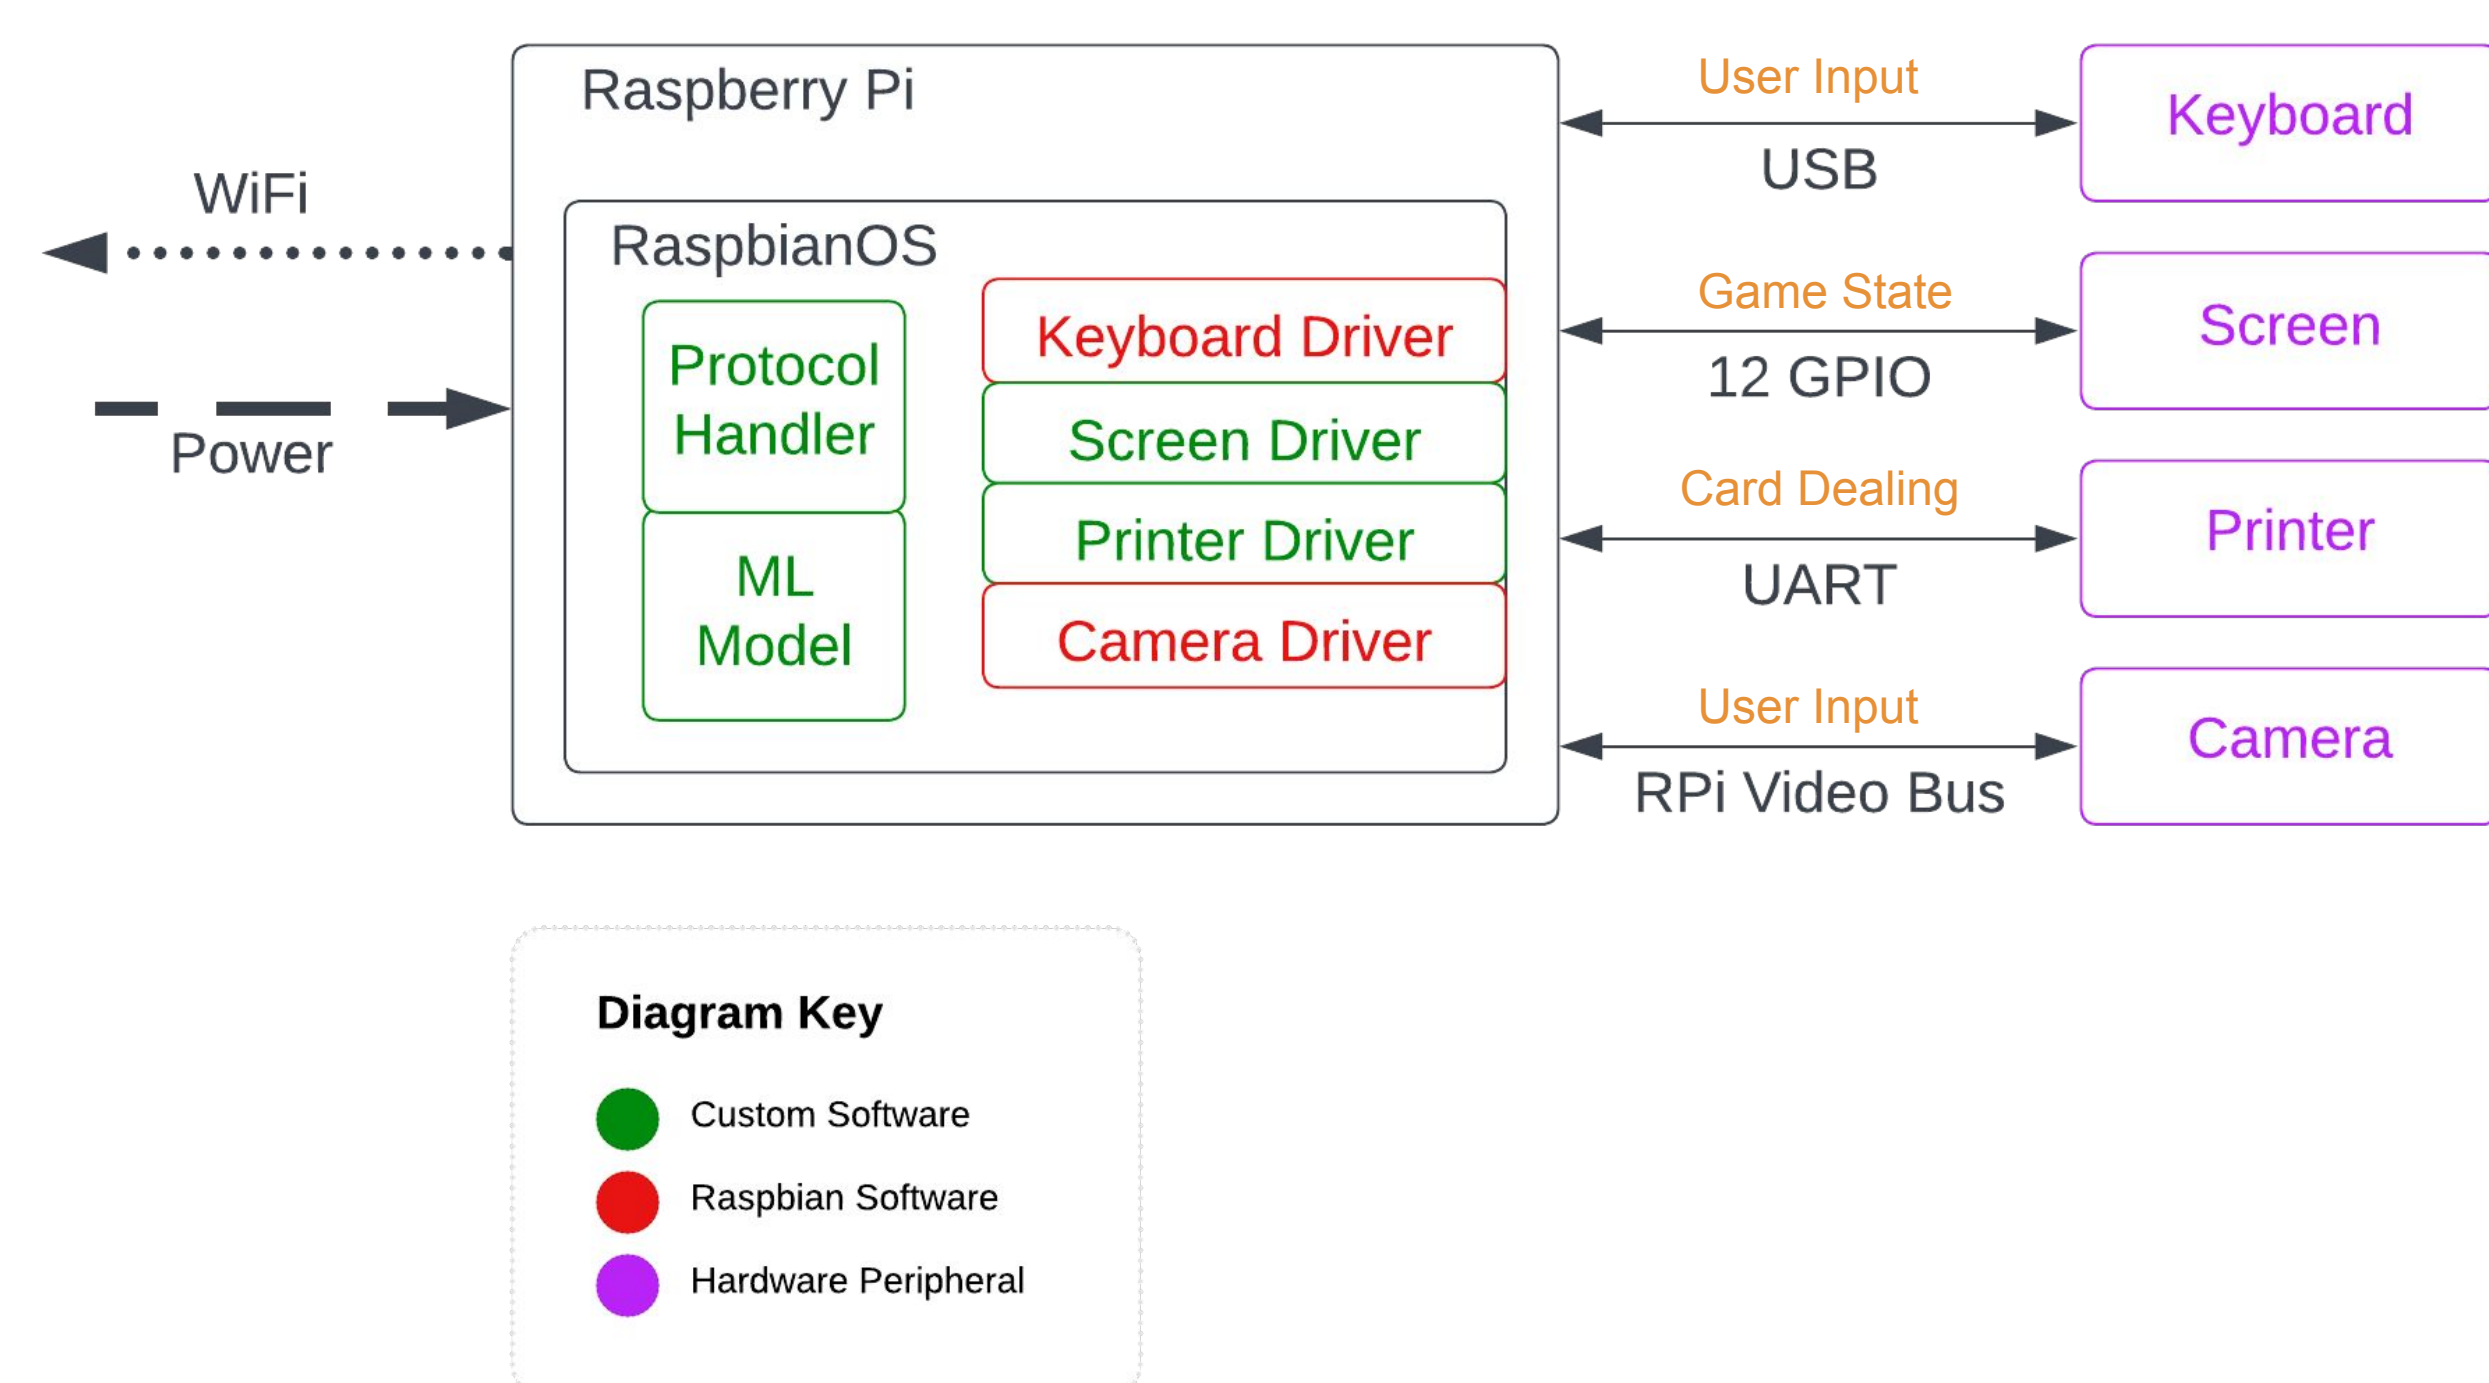 Raspberry Pi
RaspbianOS
Protocol
Handler
ML
Model
Keyboard Driver
Screen Driver
Printer Driver
Camera Driver
WiFi
Power
User Input
USB
Keyboard
Game State
12 GPIO
Screen
Card Dealing
UART
Printer
User Input
RPi Video Bus
Camera
Diagram Key
Custom Software
Raspbian Software
Hardware Peripheral